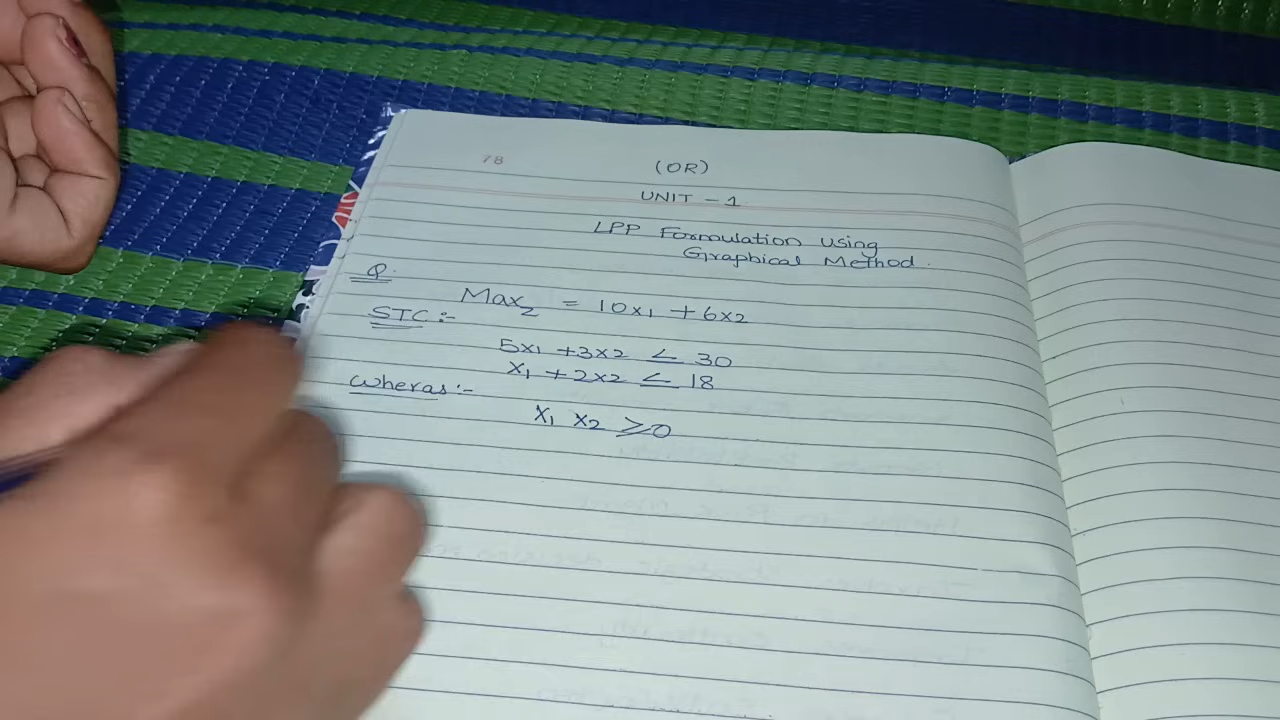 78
(OR)
UNIT - 1
LPP Formulation using
Graphical Method.
Q.
Max z = 10x1 + 6x2
STC:-
5x1 + 3x2 ≤ 30
x1 + 2x2 ≤ 18
wheras:-
x1 x2 ≥ 0